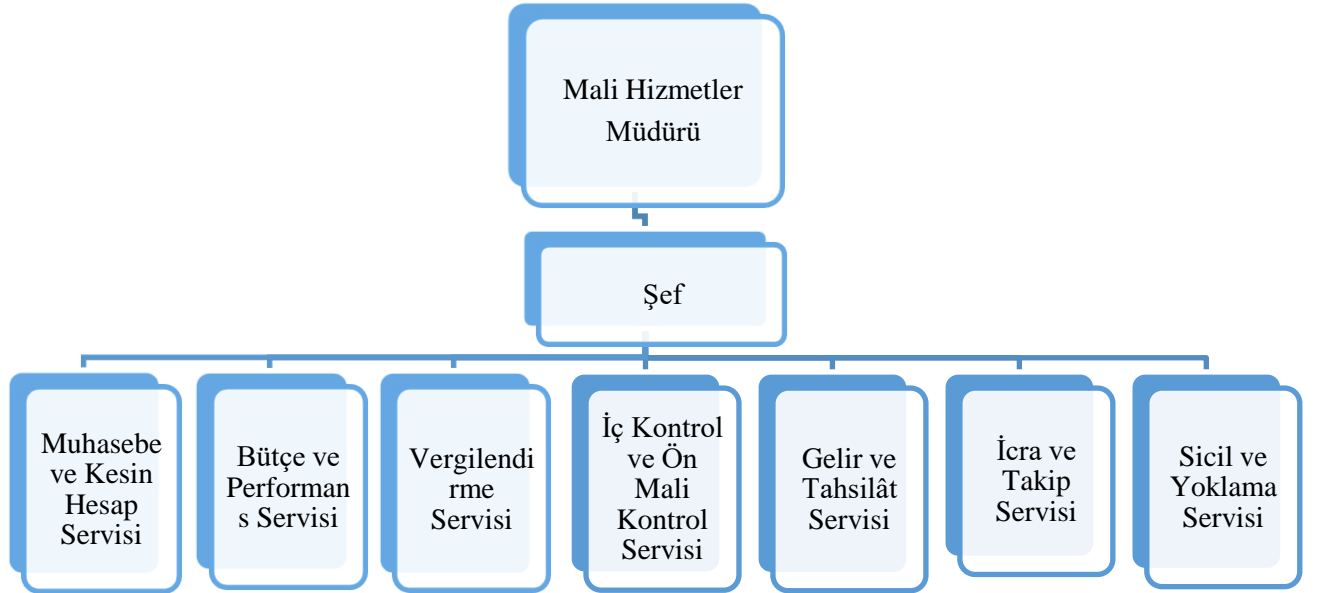 Mali Hizmetler
Müdürü
Şef
Muhasebe
ve Kesin
Hesap
Servisi
Bütçe ve
Performan
s Servisi
Vergilendi
rme
Servisi
İç Kontrol
ve Ön
Mali
Kontrol
Servisi
Gelir ve
Tahsilât
Servisi
İcra ve
Takip
Servisi
Sicil ve
Yoklama
Servisi